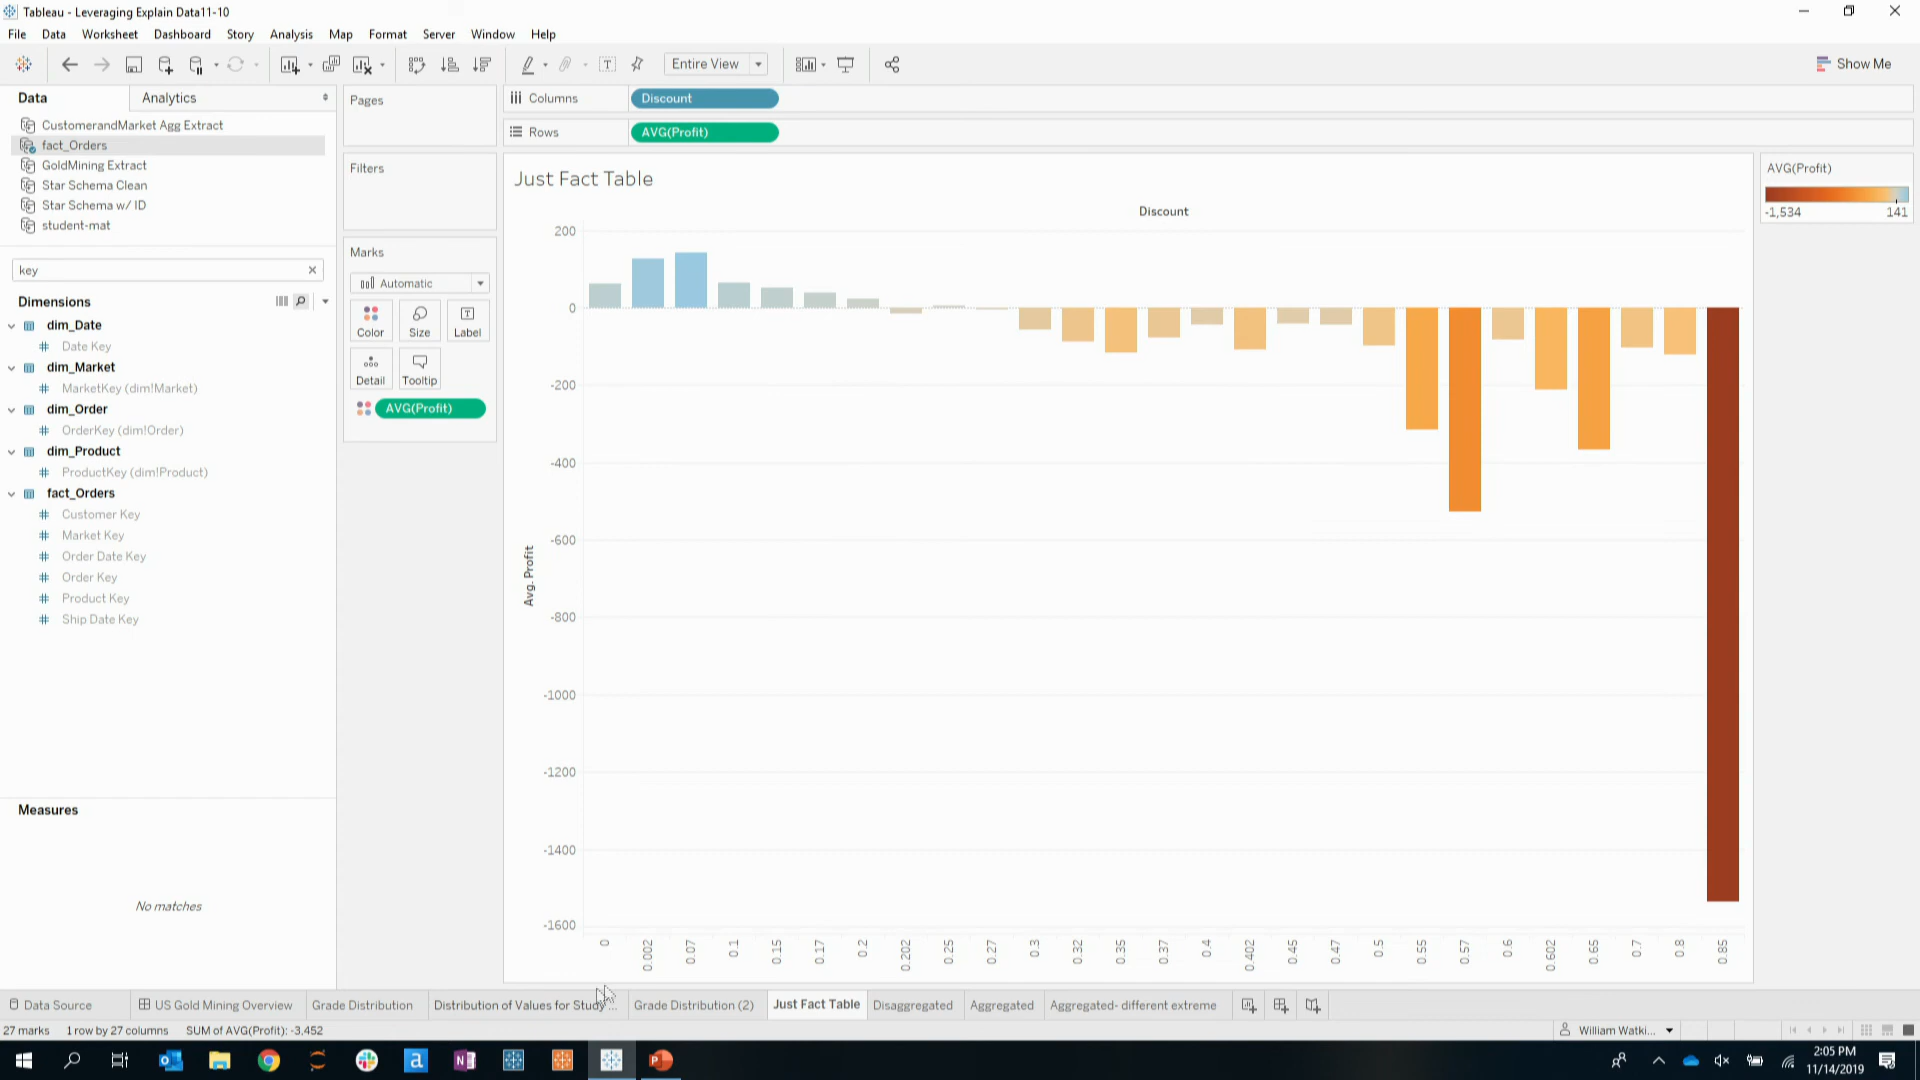 Tableau - Leveraging Explain Data11-10
File Data Worksheet Dashboard Story Analysis Map Format Server Window Help
Entire View
Show Me
Data Analytics
CustomerandMarket Agg Extract
fact_Orders
GoldMining Extract
Star Schema Clean
Star Schema w/ ID
student-mat
key
Dimensions
dim_Date
Date Key
dim_Market
MarketKey (dim!Market)
dim_Order
OrderKey (dim!Order)
dim_Product
ProductKey (dim!Product)
fact_Orders
Customer Key
Market Key
Order Date Key
Order Key
Product Key
Ship Date Key
Measures
No matches
Pages
Filters
Marks
Automatic
Color Size Label
Detail Tooltip
AVG(Profit)
Columns Discount
Rows AVG(Profit)
Just Fact Table
Discount
200
0
-200
-400
-600
-800
-1000
-1200
-1400
-1600
Avg. Profit
0 0.002 0.07 0.1 0.15 0.17 0.2 0.202 0.25 0.27 0.3 0.32 0.35 0.37 0.4 0.402 0.45 0.47 0.5 0.55 0.57 0.6 0.602 0.65 0.7 0.8 0.85
AVG(Profit)
-1,534 141
Data Source US Gold Mining Overview Grade Distribution Distribution of Values for Study ... Grade Distribution (2) Just Fact Table Disaggregated Aggregated Aggregated- different extreme
27 marks 1 row by 27 columns SUM of AVG(Profit): -3,452
William Watki...
2:05 PM
11/14/2019